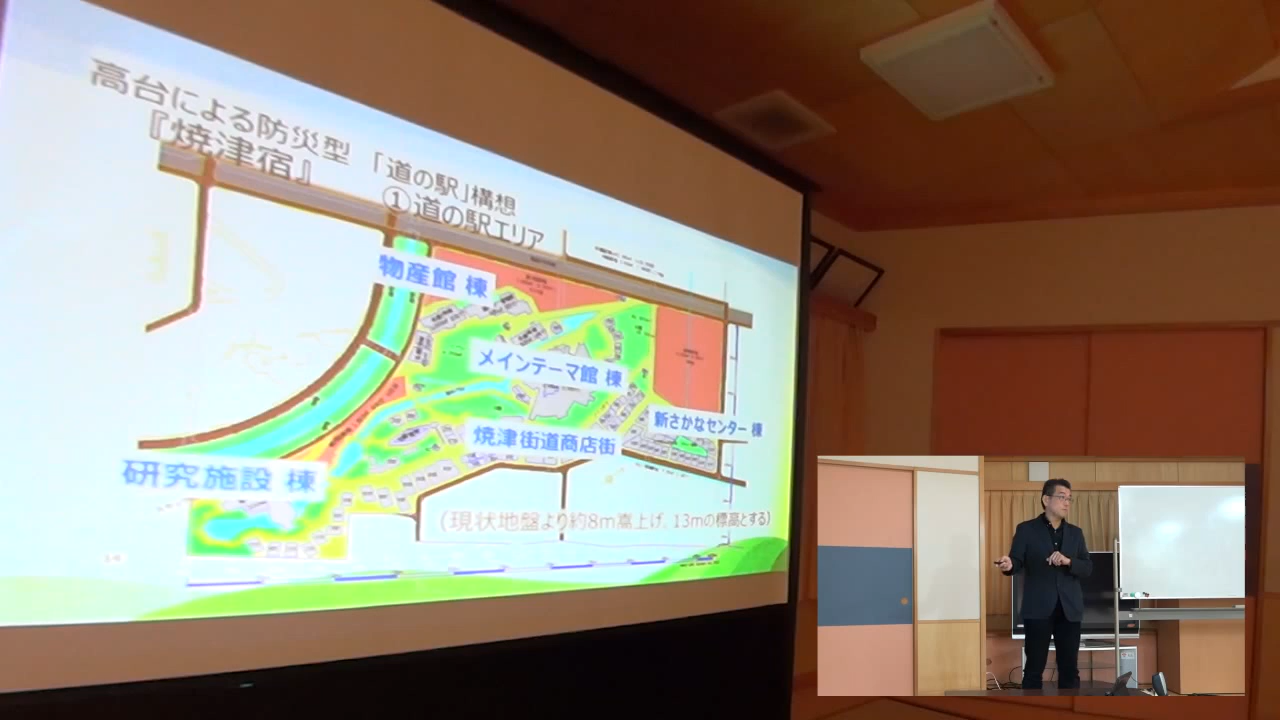 高台による防災型 「道の駅」構想
『焼津宿』 ①道の駅エリア
物産館 棟
メインテーマ館 棟
新さかなセンター 棟
焼津街道商店街
研究施設 棟
(現状地盤より約8m嵩上げ、13mの標高とする)